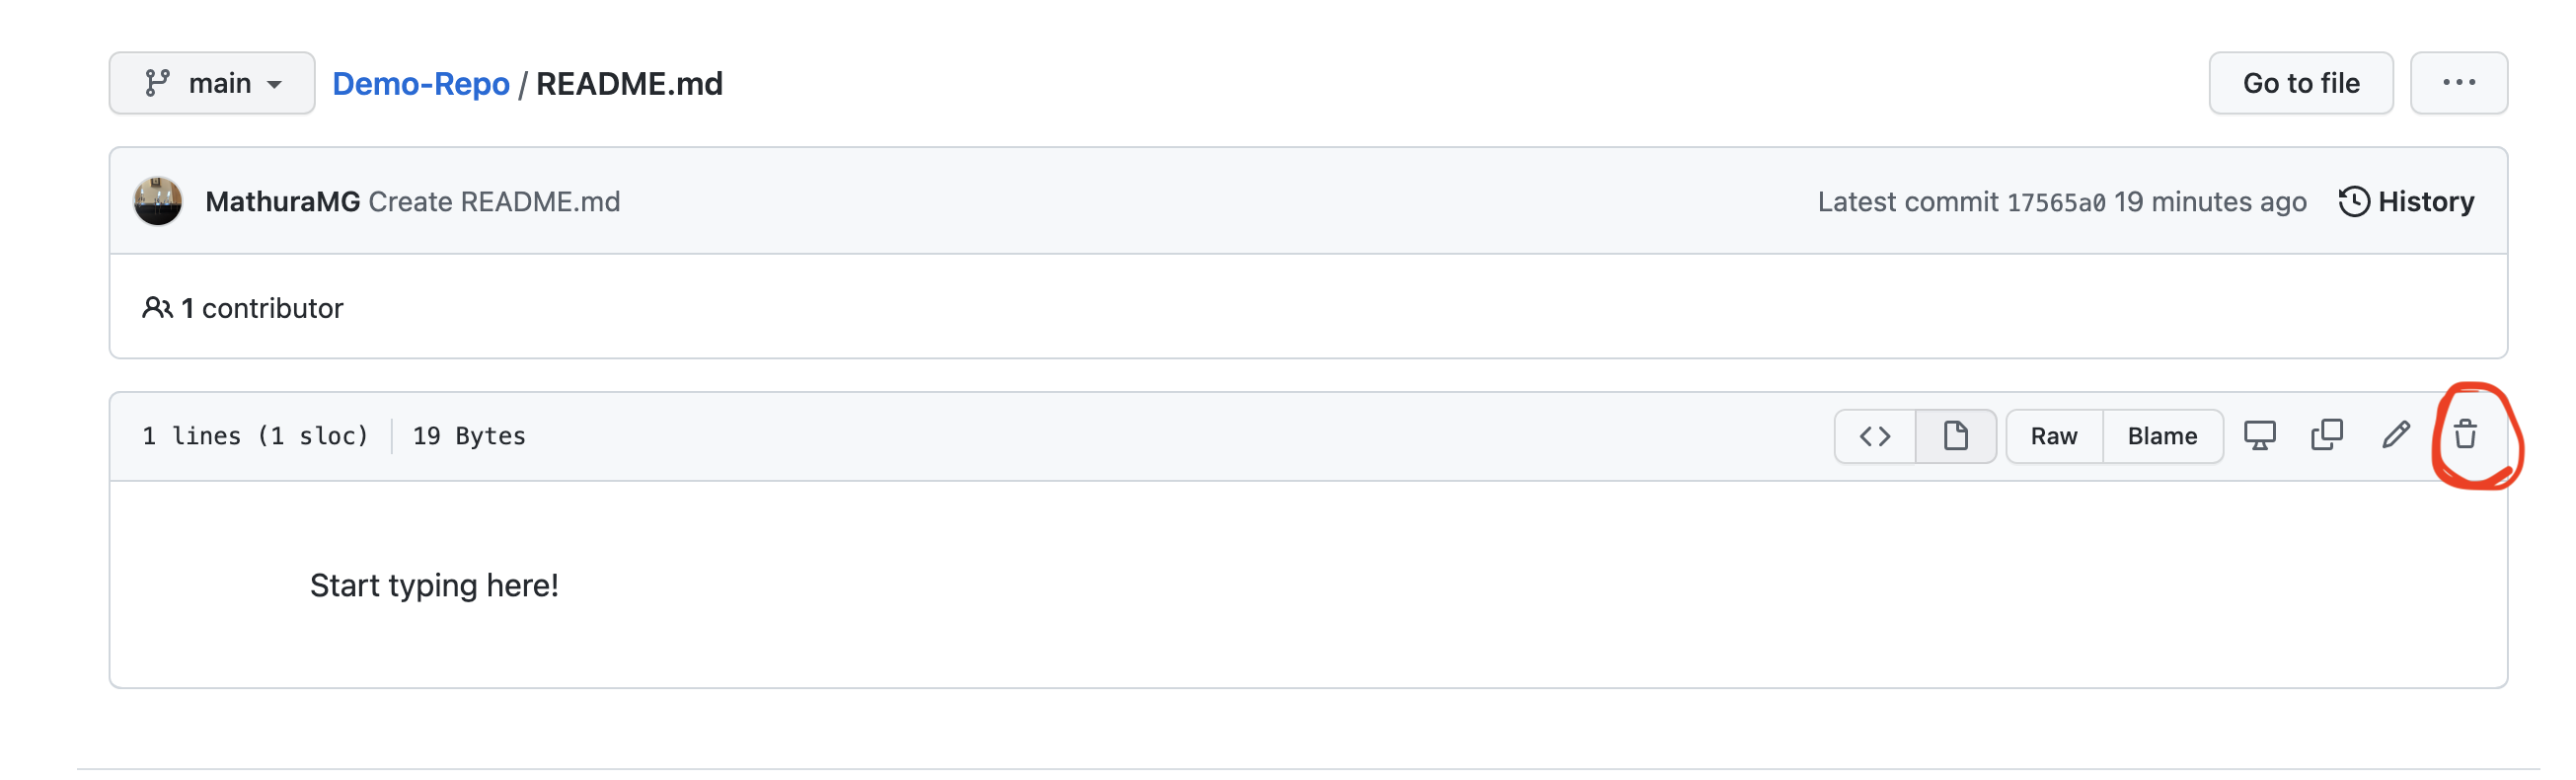 main
Demo-Repo / README.md
Go to file
MathuraMG Create README.md
Latest commit 17565a0 19 minutes ago
History
1 contributor
1 lines (1 sloc)
19 Bytes
Raw
Blame
Start typing here!